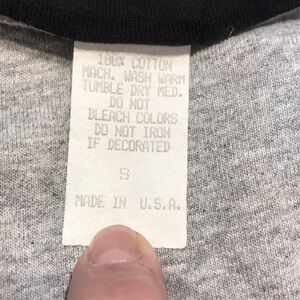 100% COTTON
MACH. WASH WARM
TUMBLE DRY MED.
DO NOT
BLEACH COLORS
DO NOT IRON
IF DECORATED
S
MADE IN U.S.A.